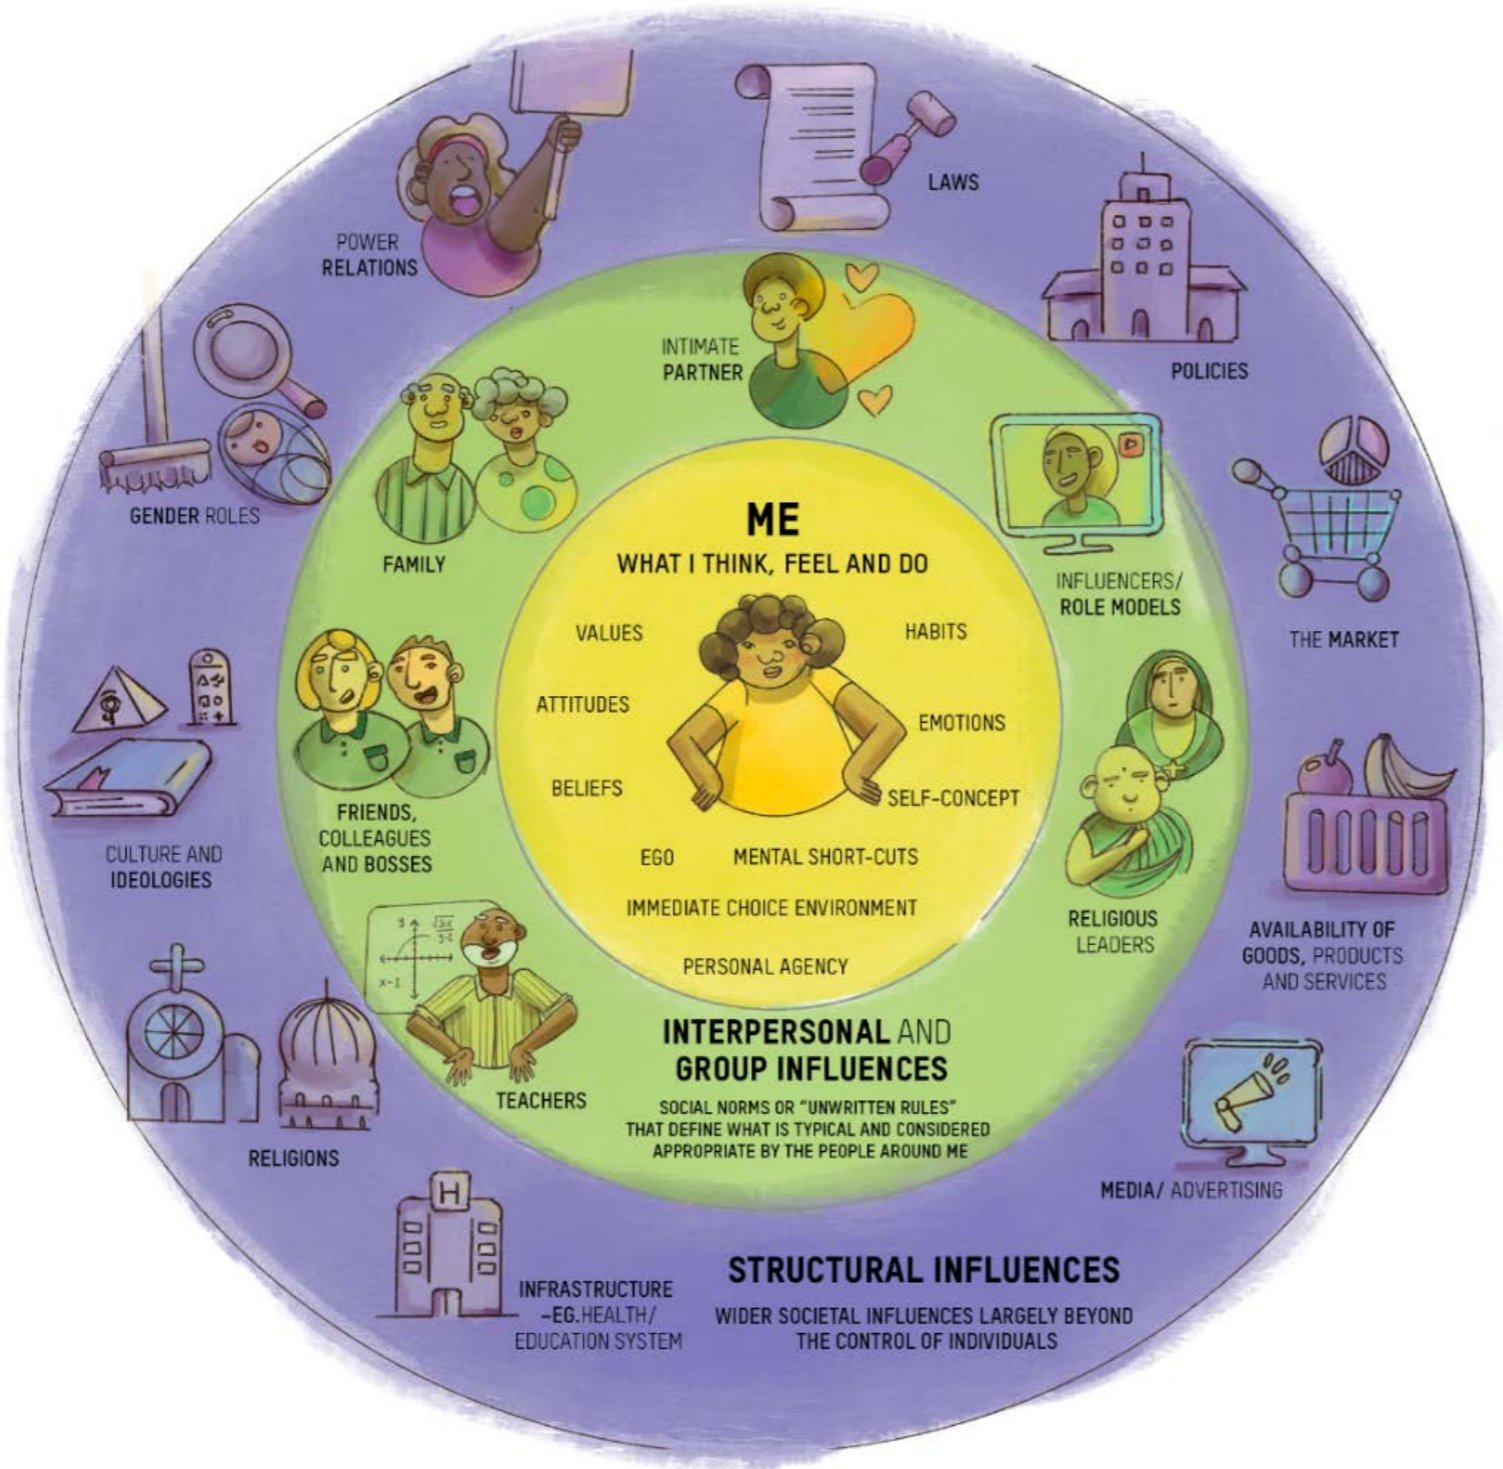 POWER
RELATIONS
LAWS
POLICIES
GENDER ROLES
THE MARKET
CULTURE AND
IDEOLOGIES
AVAILABILITY OF
GOODS, PRODUCTS
AND SERVICES
RELIGIONS
MEDIA/ ADVERTISING
INFRASTRUCTURE
-EG.HEALTH/
EDUCATION SYSTEM
STRUCTURAL INFLUENCES
WIDER SOCIETAL INFLUENCES LARGELY BEYOND
THE CONTROL OF INDIVIDUALS
H
INTIMATE
PARTNER
FAMILY
INFLUENCERS/
ROLE MODELS
FRIENDS,
COLLEAGUES
AND BOSSES
RELIGIOUS
LEADERS
TEACHERS
x-1
INTERPERSONAL AND
GROUP INFLUENCES
SOCIAL NORMS OR "UNWRITTEN RULES"
THAT DEFINE WHAT IS TYPICAL AND CONSIDERED
APPROPRIATE BY THE PEOPLE AROUND ME
ME
WHAT I THINK, FEEL AND DO
VALUES
HABITS
ATTITUDES
EMOTIONS
BELIEFS
SELF-CONCEPT
EGO
MENTAL SHORT-CUTS
IMMEDIATE CHOICE ENVIRONMENT
PERSONAL AGENCY